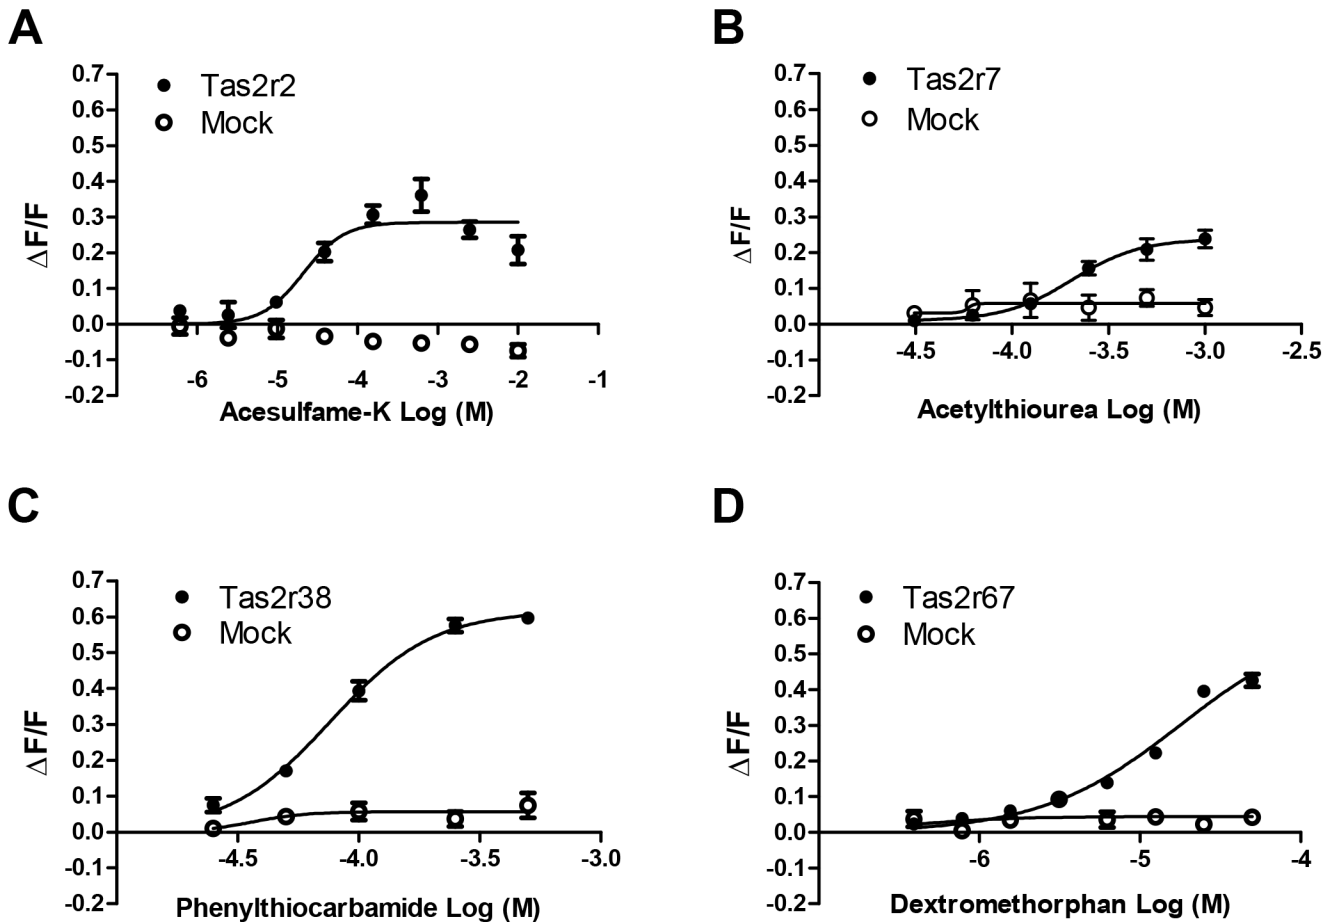 A
Tas2r2
Mock
0.7
0.6
0.5
0.4
0.3
0.2
0.1
0.0
-0.1
-0.2
ΔF/F
-6 -5 -4 -3 -2 -1
Acesulfame-K Log (M)
B
Tas2r7
Mock
0.7
0.6
0.5
0.4
0.3
0.2
0.1
0.0
-0.1
-0.2
ΔF/F
-4.5 -4.0 -3.5 -3.0 -2.5
Acetylthiourea Log (M)
C
Tas2r38
Mock
0.7
0.6
0.5
0.4
0.3
0.2
0.1
0.0
-0.1
-0.2
ΔF/F
-4.5 -4.0 -3.5 -3.0
Phenylthiocarbamide Log (M)
D
Tas2r67
Mock
0.7
0.6
0.5
0.4
0.3
0.2
0.1
0.0
-0.1
-0.2
ΔF/F
-6 -5 -4
Dextromethorphan Log (M)